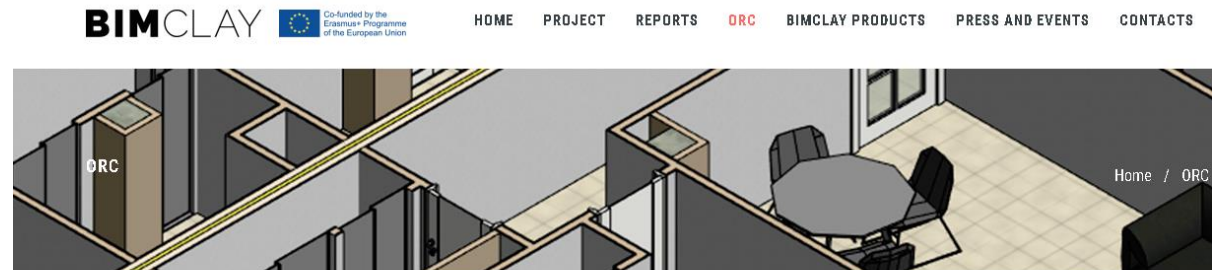 BIMCLAY
Co-funded by the
Erasmus+ Programme
of the European Union
HOME PROJECT REPORTS ORC BIMCLAY PRODUCTS PRESS AND EVENTS CONTACTS
ORC
Home / ORC